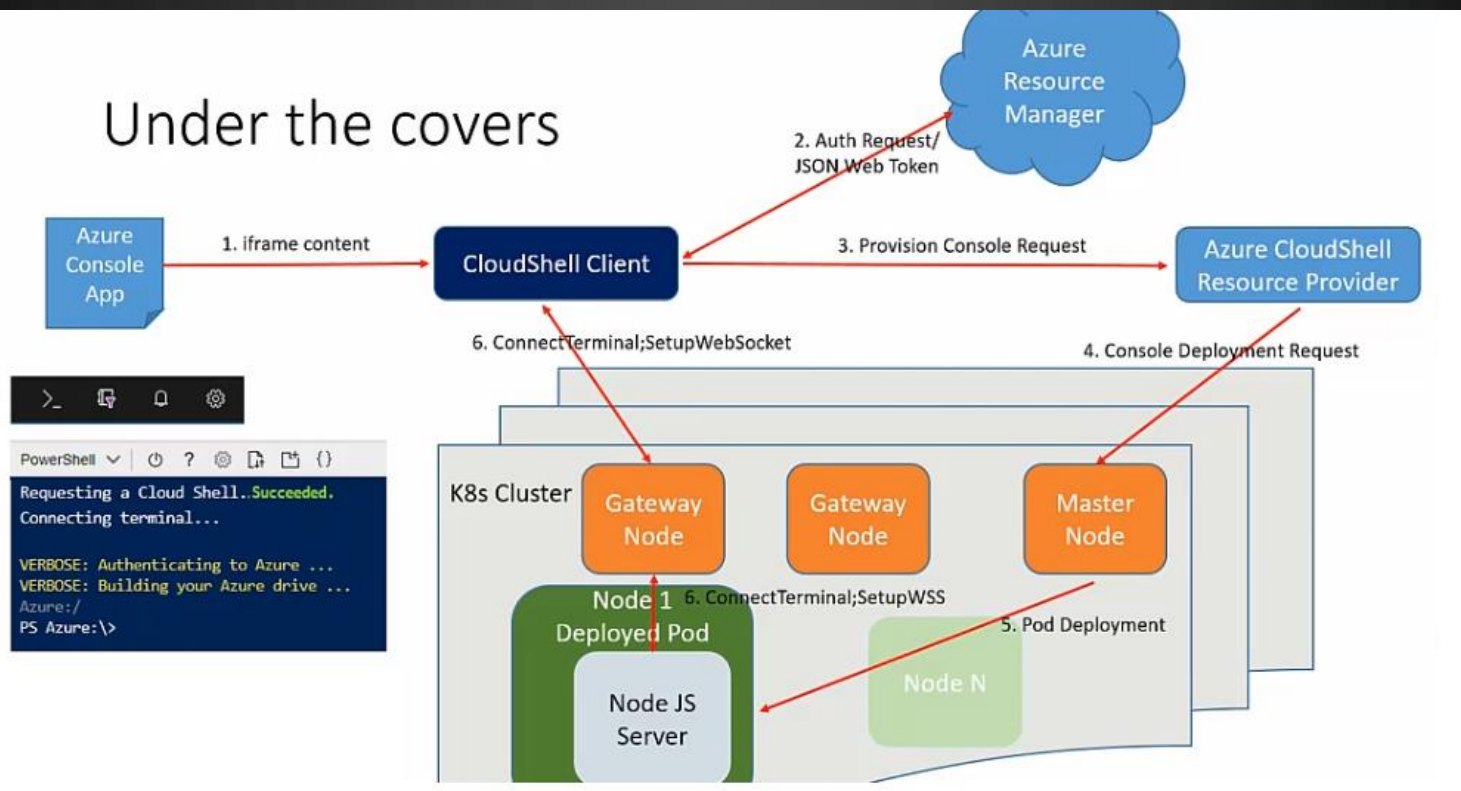 Under the covers
Azure
Resource
Manager
2. Auth Request/
JSON Web Token
Azure
Console
App
1. iframe content
CloudShell Client
3. Provision Console Request
Azure CloudShell
Resource Provider
6. ConnectTerminal;SetupWebSocket
4. Console Deployment Request
PowerShell
Requesting a Cloud Shell.Succeeded.
Connecting terminal...
VERBOSE: Authenticating to Azure ...
VERBOSE: Building your Azure drive ...
Azure:/
PS Azure:\>
K8s Cluster
Gateway
Node
Gateway
Node
Master
Node
6. ConnectTerminal;SetupWSS
Node 1
Deployed Pod
5. Pod Deployment
Node JS
Server
Node N